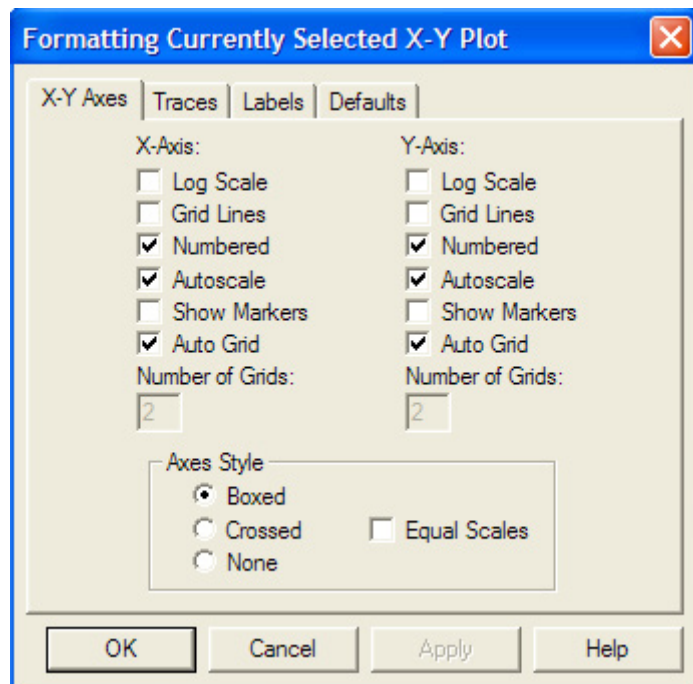 Formatting Currently Selected X-Y Plot
X-Y Axes Traces Labels Defaults
X-Axis: Y-Axis:
Log Scale Log Scale
Grid Lines Grid Lines
Numbered Numbered
Autoscale Autoscale
Show Markers Show Markers
Auto Grid Auto Grid
Number of Grids: Number of Grids:
2 2
Axes Style
Boxed
Crossed Equal Scales
None
OK Cancel Apply Help